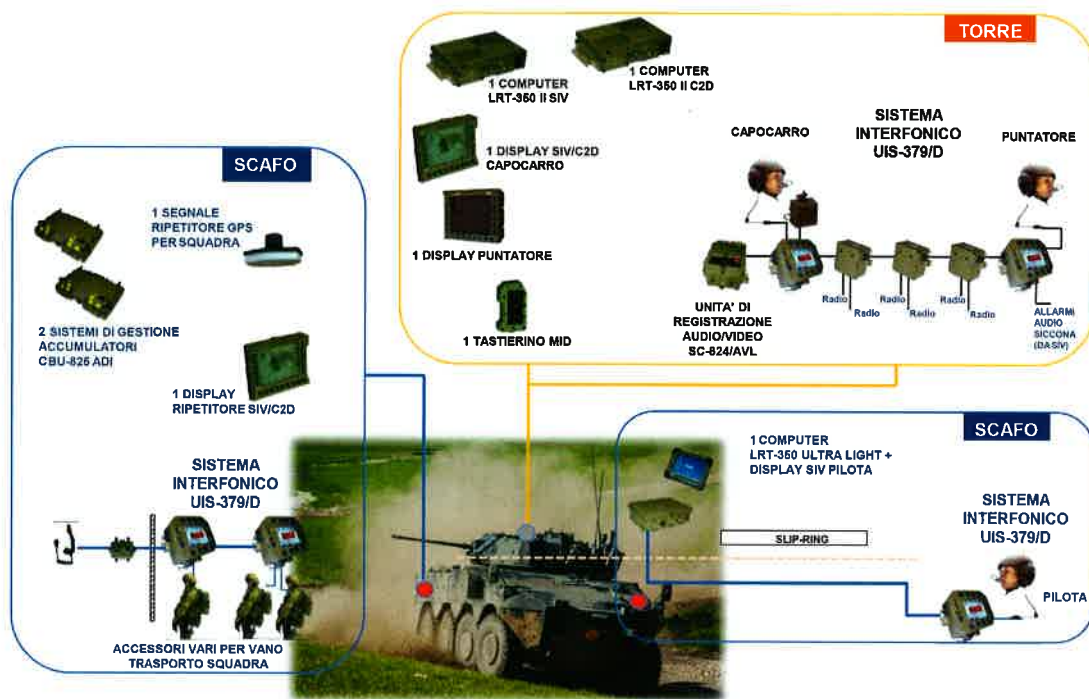 TORRE
1 COMPUTER
LRT-350 II SIV
1 COMPUTER
LRT-350 II C2D
1 DISPLAY SIV/C2D
CAPOCARRO
1 DISPLAY PUNTATORE
1 TASTIERINO MID
CAPOCARRO
SISTEMA
INTERFONICO
UIS-379/D
PUNTATORE
UNITA' DI
REGISTRAZIONE
AUDIO/VIDEO
SC-824/AVL
Radio
Radio
Radio
Radio
Radio
Radio
ALLARMI
AUDIO
SICCONA
(DA SIV)
SCAFO
1 SEGNALE
RIPETITORE GPS
PER SQUADRA
2 SISTEMI DI GESTIONE
ACCUMULATORI
CBU-825 ADI
1 DISPLAY
RIPETITORE SIV/C2D
SISTEMA
INTERFONICO
UIS-379/D
ACCESSORI VARI PER VANO
TRASPORTO SQUADRA
SCAFO
1 COMPUTER
LRT-350 ULTRA LIGHT +
DISPLAY SIV PILOTA
SLIP-RING
SISTEMA
INTERFONICO
UIS-379/D
PILOTA